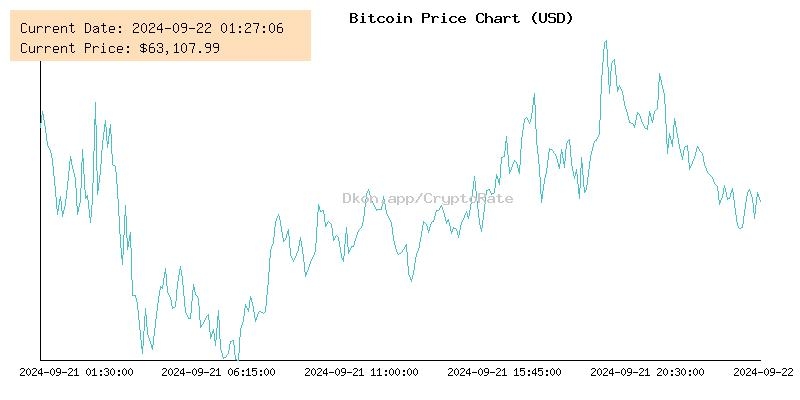 Bitcoin Price Chart (USD)
Current Date: 2024-09-22 01:27:06
Current Price: $63,107.99
Dkon.app/CryptoRate
2024-09-21 01:30:00 2024-09-21 06:15:00 2024-09-21 11:00:00 2024-09-21 15:45:00 2024-09-21 20:30:00 2024-09-22